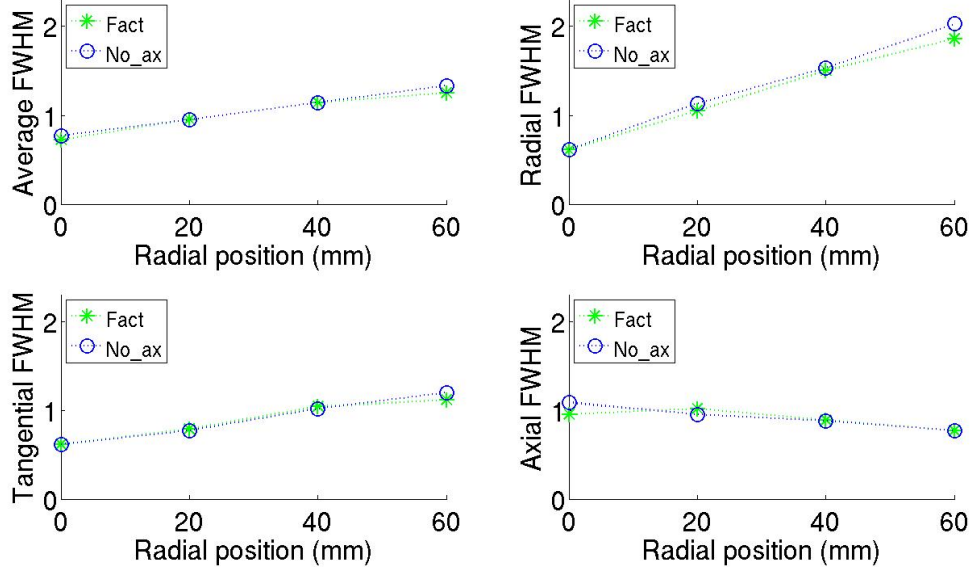 Average FWHM
2
1
0
Fact
No_ax
0 20 40 60
Radial position (mm)
Radial FWHM
2
1
0
Fact
No_ax
0 20 40 60
Radial position (mm)
Tangential FWHM
2
1
0
Fact
No_ax
0 20 40 60
Radial position (mm)
Axial FWHM
2
1
0
Fact
No_ax
0 20 40 60
Radial position (mm)